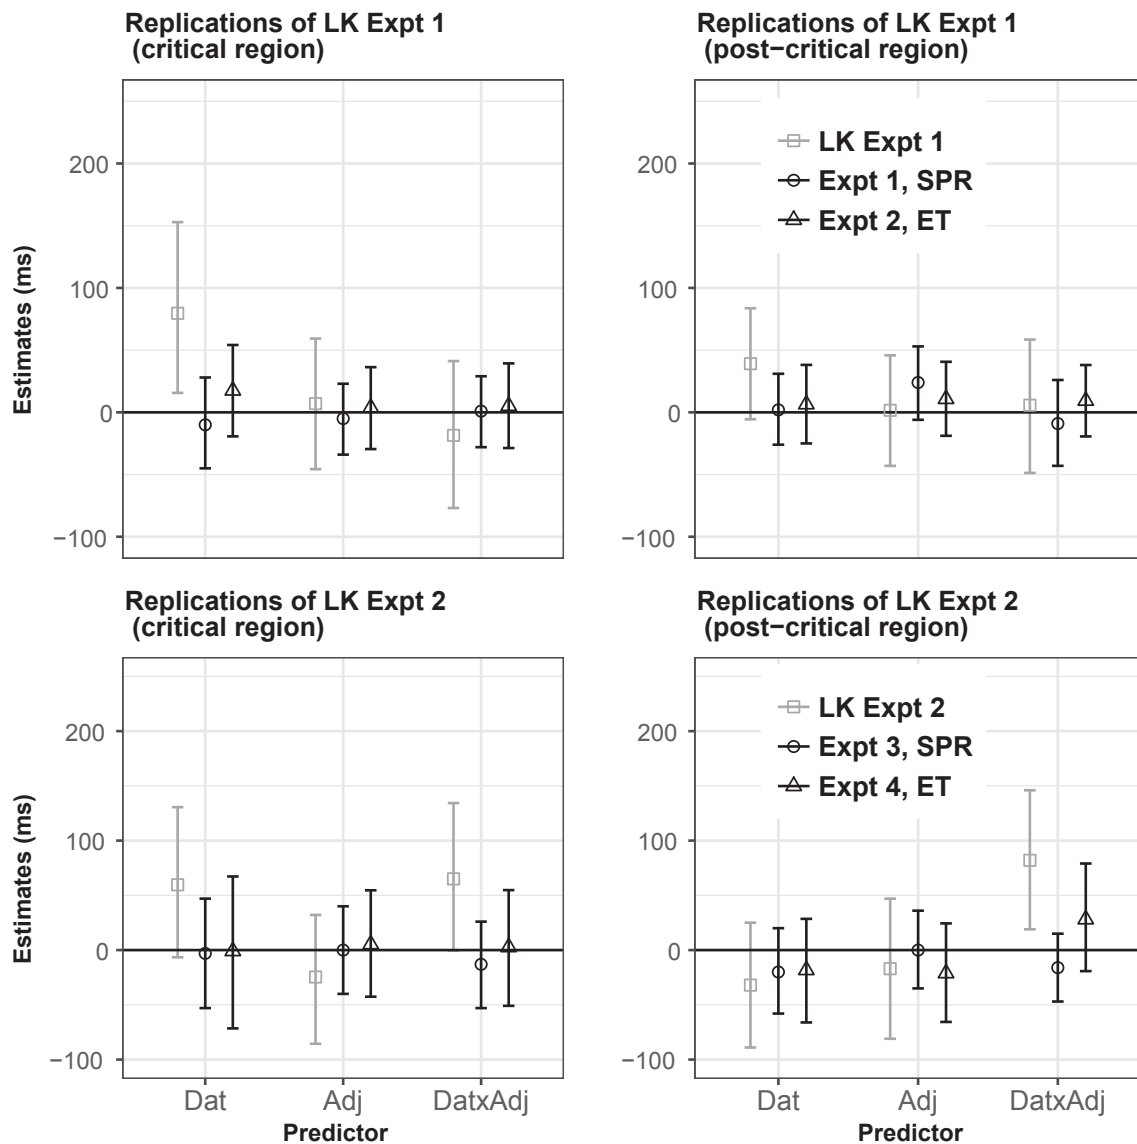 Replications of LK Expt 1
(critical region)
Replications of LK Expt 1
(post−critical region)
Estimates (ms)
200
100
0
−100
200
100
0
−100
LK Expt 1
Expt 1, SPR
Expt 2, ET
Replications of LK Expt 2
(critical region)
Replications of LK Expt 2
(post−critical region)
Estimates (ms)
200
100
0
−100
200
100
0
−100
LK Expt 2
Expt 3, SPR
Expt 4, ET
Dat Adj DatxAdj
Predictor
Dat Adj DatxAdj
Predictor